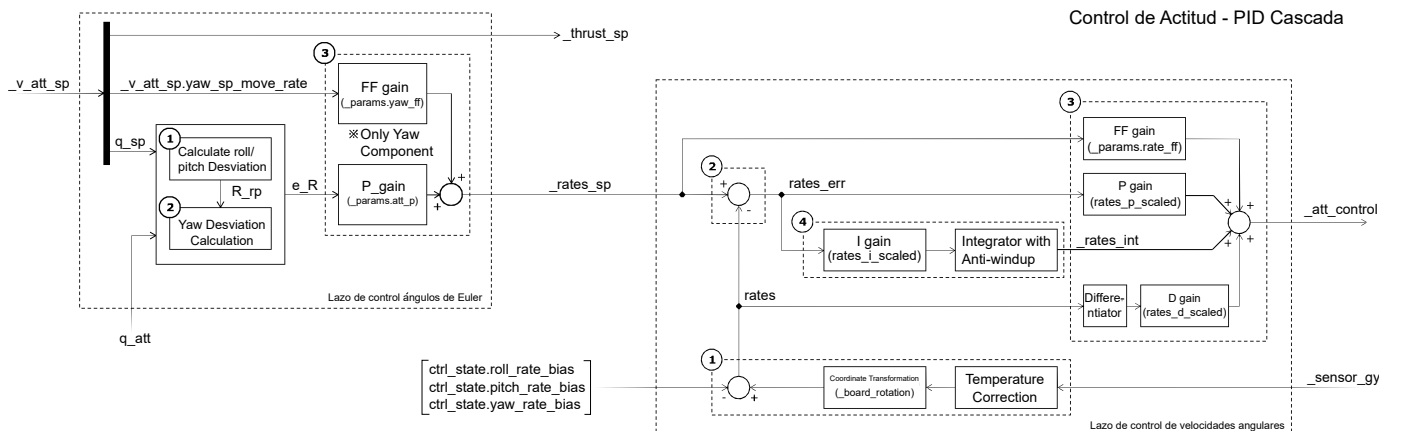 Control de Actitud - PID Cascada
_thrust_sp
3
_v_att_sp
_v_att_sp.yaw_sp_move_rate
FF gain
(_params.yaw_ff)
※Only Yaw
Component
1
q_sp
Calculate roll/
pitch Desviation
R_rp
2
Yaw Desviation
Calculation
e_R
P_gain
(_params.att_p)
+
+
Lazo de control ángulos de Euler
q_att
_rates_sp
2
+
-
rates_err
3
FF gain
(_params.rate_ff)
P gain
(rates_p_scaled)
4
I gain
(rates_i_scaled)
Integrator with
Anti-windup
_rates_int
+
+
+
+
_att_control
rates
Differe-
ntiator
D gain
(rates_d_scaled)
ctrl_state.roll_rate_bias
ctrl_state.pitch_rate_bias
ctrl_state.yaw_rate_bias
1
-
+
Coordinate Transformation
(_board_rotation)
Temperature
Correction
_sensor_gy
Lazo de control de velocidades angulares